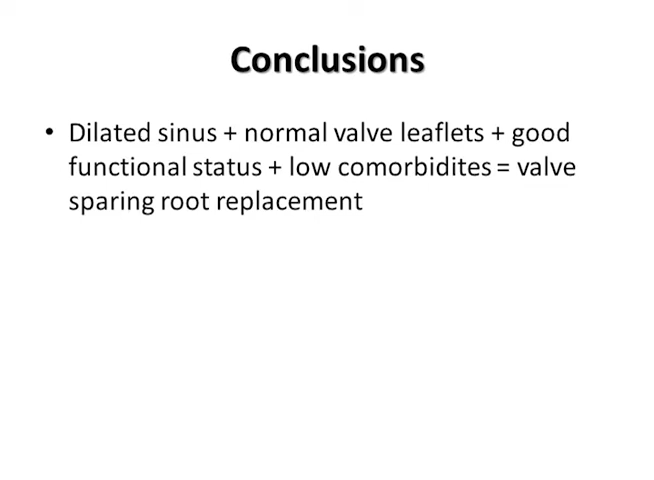 Conclusions
• Dilated sinus + normal valve leaflets + good
functional status + low comorbidites = valve
sparing root replacement